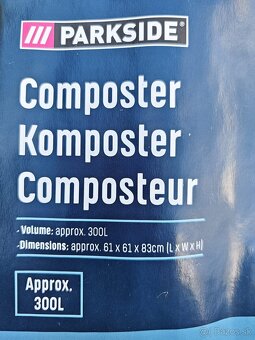 /// PARKSIDE®
Composter
Komposter
Composteur
- Volume: approx. 300L
- Dimensions: approx. 61 x 61 x 83cm (L x W x H)
Approx.
300L